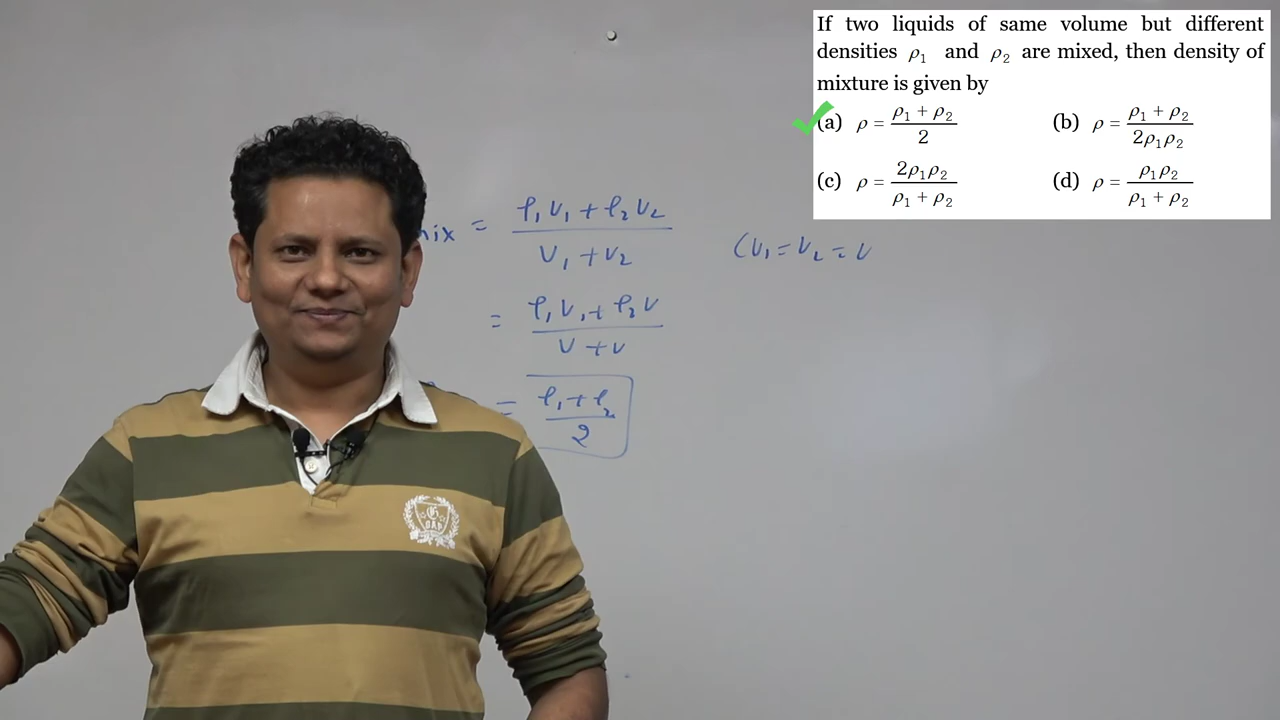 If two liquids of same volume but different
densities ρ₁ and ρ₂ are mixed, then density of
mixture is given by
(a) ρ = (ρ₁ + ρ₂)/2 (b) ρ = (ρ₁ + ρ₂)/(2ρ₁ρ₂)
(c) ρ = (2ρ₁ρ₂)/(ρ₁ + ρ₂) (d) ρ = (ρ₁ρ₂)/(ρ₁ + ρ₂)
mix = (ρ₁V₁ + ρ₂V₂)/(V₁ + V₂) (V₁ = V₂ = V
= (ρ₁V₁ + ρ₂V)/(V + V)
= (ρ₁ + ρ₂)/2
G
GAP